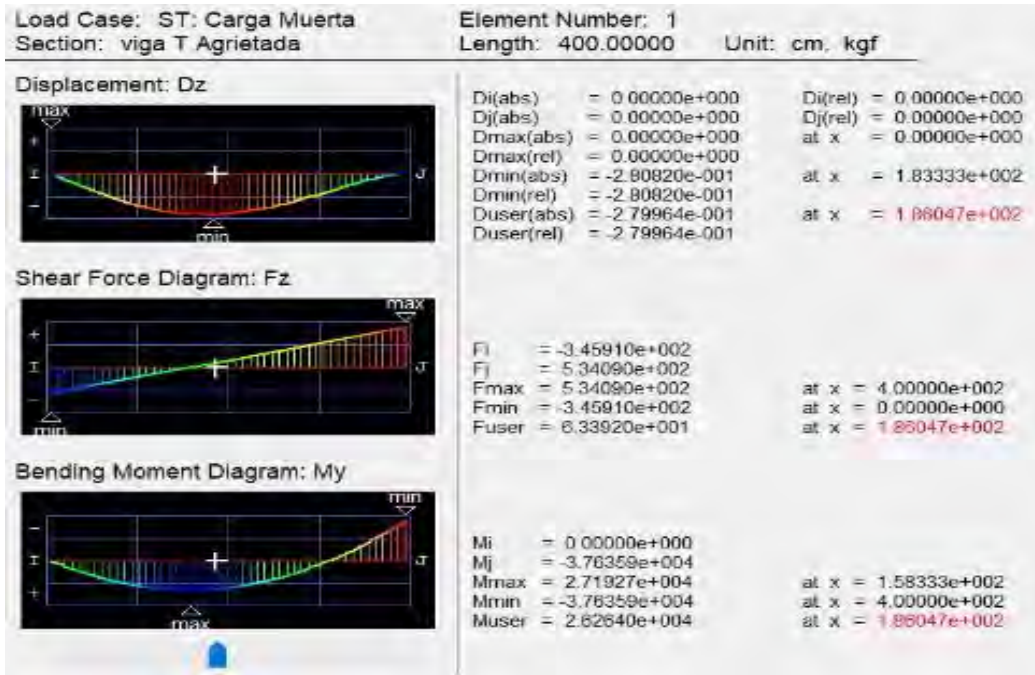 Load Case: ST: Carga Muerta Element Number: 1
Section: viga T Agrietada Length: 400.00000 Unit: cm, kgf
Displacement: Dz
max
+
I
J
-
min
Di(abs) = 0.00000e+000 Di(rel) = 0.00000e+000
Dj(abs) = 0.00000e+000 Dj(rel) = 0.00000e+000
Dmax(abs) = 0.00000e+000 at x = 0.00000e+000
Dmax(rel) = 0.00000e+000
Dmin(abs) = -2.80820e-001 at x = 1.83333e+002
Dmin(rel) = -2.80820e-001
Duser(abs) = -2.79964e-001 at x = 1.86047e+002
Duser(rel) = -2.79964e-001
Shear Force Diagram: Fz
max
+
I
J
-
min
Fi = -3.45910e+002
Fj = 5.34090e+002
Fmax = 5.34090e+002 at x = 4.00000e+002
Fmin = -3.45910e+002 at x = 0.00000e+000
Fuser = 6.33920e+001 at x = 1.86047e+002
Bending Moment Diagram: My
min
-
I
J
+
max
Mi = 0.00000e+000
Mj = -3.76359e+004
Mmax = 2.71927e+004 at x = 1.58333e+002
Mmin = -3.76359e+004 at x = 4.00000e+002
Muser = 2.62640e+004 at x = 1.86047e+002